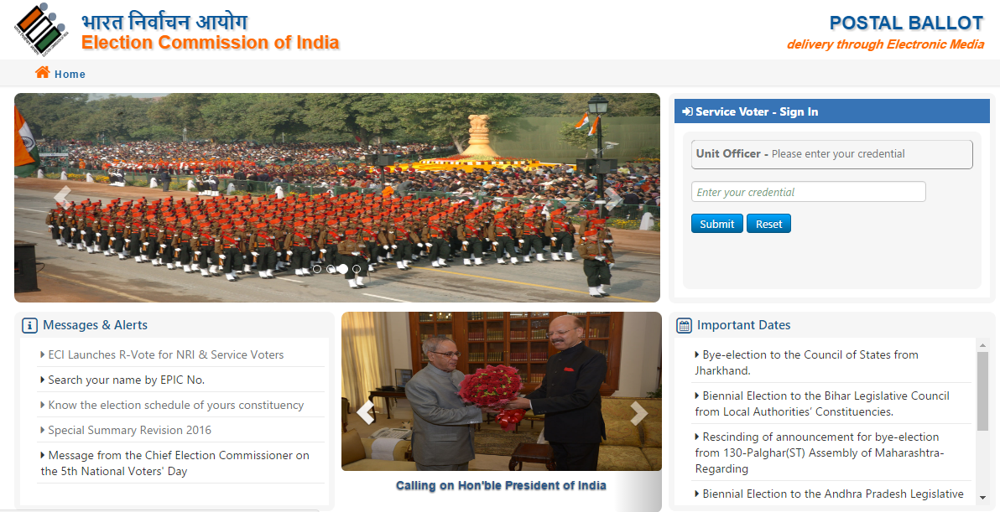 भारत निर्वाचन आयोग
Election Commission of India
POSTAL BALLOT
delivery through Electronic Media
Home
Service Voter - Sign In
Unit Officer - Please enter your credential
Enter your credential
Submit Reset
Messages & Alerts
ECI Launches R-Vote for NRI & Service Voters
Search your name by EPIC No.
Know the election schedule of yours constituency
Special Summary Revision 2016
Message from the Chief Election Commissioner on
the 5th National Voters' Day
Calling on Hon'ble President of India
Important Dates
Bye-election to the Council of States from
Jharkhand.
Biennial Election to the Bihar Legislative Council
from Local Authorities' Constituencies.
Rescinding of announcement for bye-election
from 130-Palghar(ST) Assembly of Maharashtra-
Regarding
Biennial Election to the Andhra Pradesh Legislative